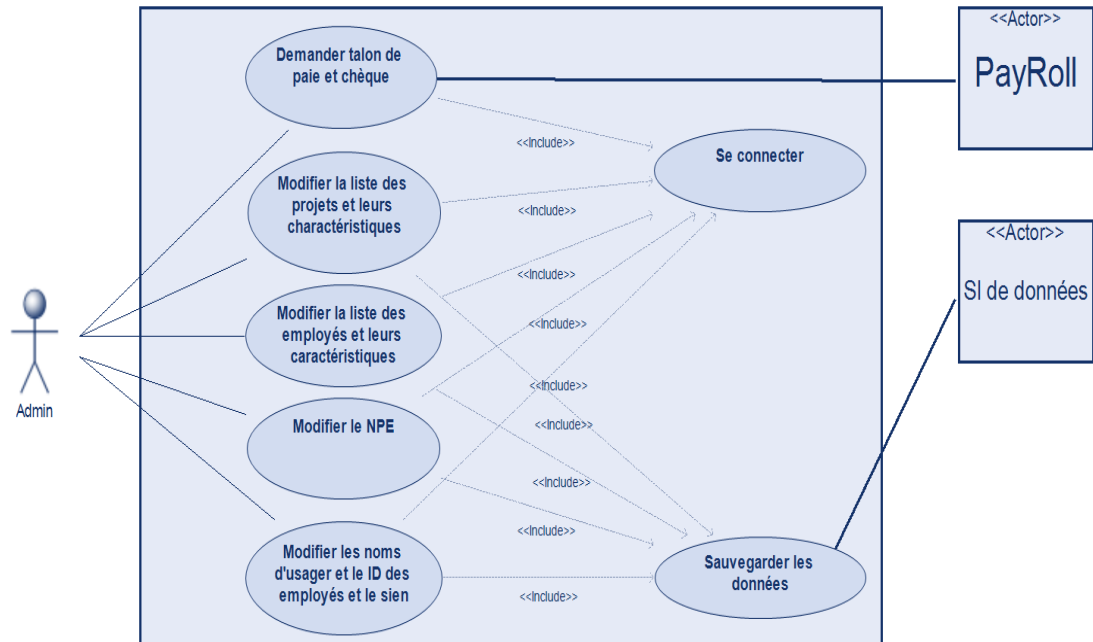 Demander talon de
paie et chèque
<<Actor>>
PayRoll
<<Include>>
Se connecter
Modifier la liste des
projets et leurs
charactéristiques
<<Include>>
<<Actor>>
SI de données
<<Include>>
Modifier la liste des
employés et leurs
caractéristiques
<<Include>>
Admin
<<Include>>
Modifier le NPE
<<Include>>
<<Include>>
<<Include>>
Modifier les noms
d'usager et le ID des
employés et le sien
Sauvegarder les
données
<<Include>>